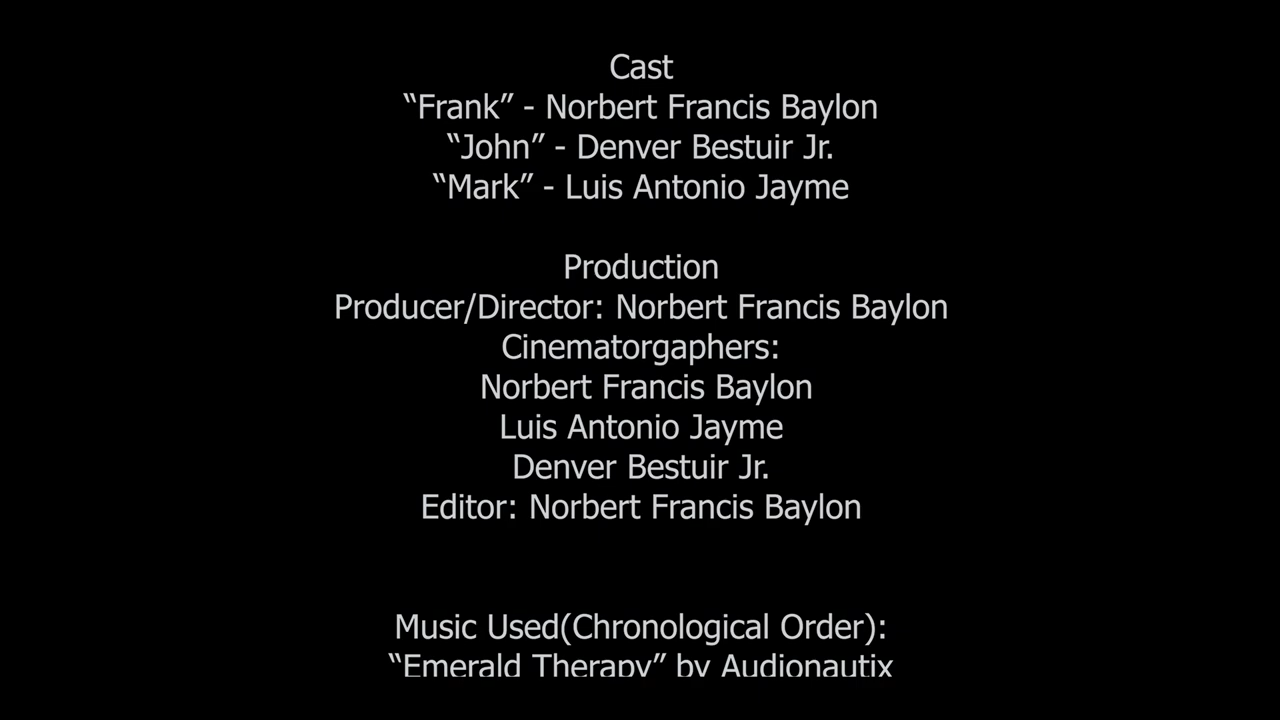 Cast
“Frank” - Norbert Francis Baylon
“John” - Denver Bestuir Jr.
“Mark” - Luis Antonio Jayme
Production
Producer/Director: Norbert Francis Baylon
Cinematorgaphers:
Norbert Francis Baylon
Luis Antonio Jayme
Denver Bestuir Jr.
Editor: Norbert Francis Baylon
Music Used(Chronological Order):
“Emerald Therapy” by Audionautix